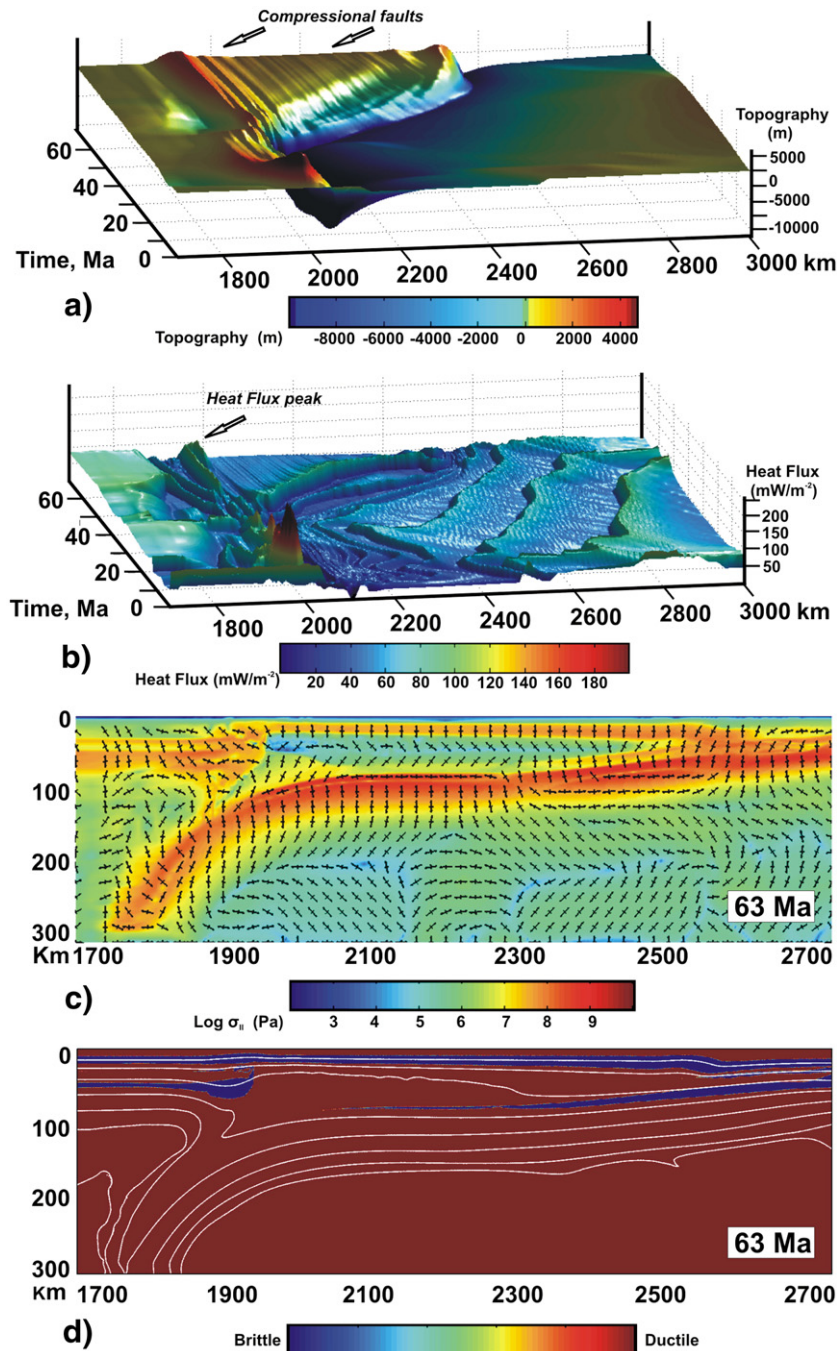 Compressional faults
Topography
(m)
5000
0
-5000
-10000
60
40
20
0
Time, Ma
1800
2000
2200
2400
2600
2800
3000 km
a)
Topography (m)
-8000 -6000 -4000 -2000 0 2000 4000
Heat Flux peak
Heat Flux
(mW/m⁻²)
200
150
100
50
60
40
20
0
Time, Ma
1800
2000
2200
2400
2600
2800
3000 km
b)
Heat Flux (mW/m⁻²)
20 40 60 80 100 120 140 160 180
0
100
200
300
63 Ma
Km
1700 1900 2100 2300 2500 2700
c)
Log σII (Pa)
3 4 5 6 7 8 9
0
100
200
300
63 Ma
Km
1700 1900 2100 2300 2500 2700
d)
Brittle
Ductile